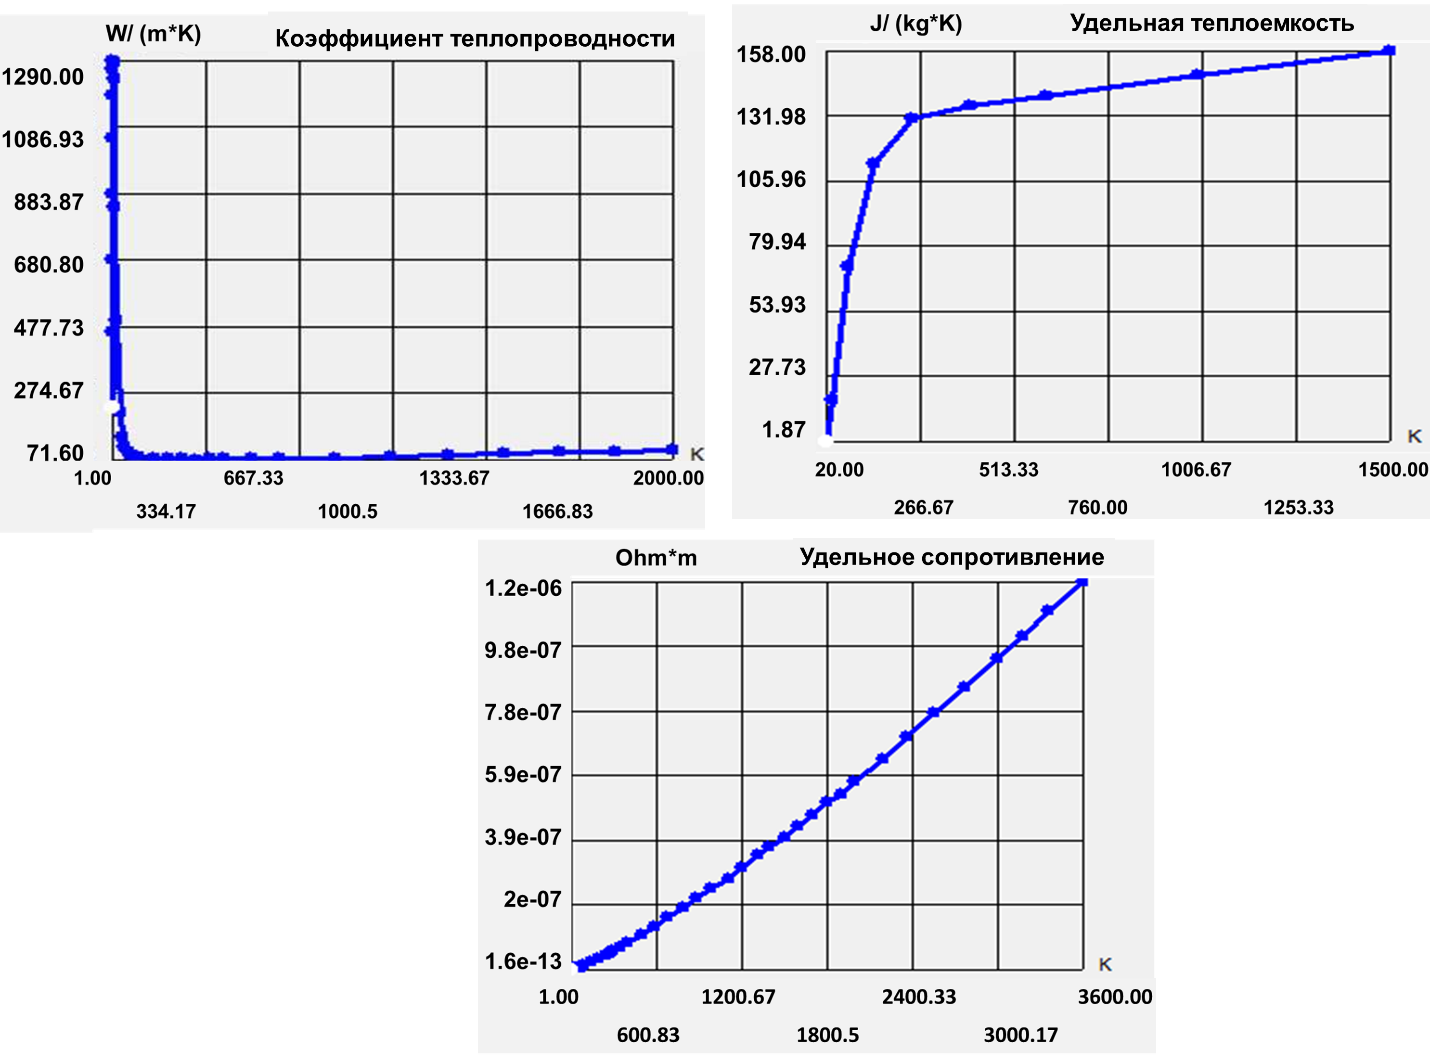 W/ (m*K) Коэффициент теплопроводности
1290.00
1086.93
883.87
680.80
477.73
274.67
71.60
K
1.00 667.33 1333.67 2000.00
334.17 1000.5 1666.83
J/ (kg*K) Удельная теплоемкость
158.00
131.98
105.96
79.94
53.93
27.73
1.87
K
20.00 513.33 1006.67 1500.00
266.67 760.00 1253.33
Ohm*m Удельное сопротивление
1.2e-06
9.8e-07
7.8e-07
5.9e-07
3.9e-07
2e-07
1.6e-13
K
1.00 1200.67 2400.33 3600.00
600.83 1800.5 3000.17